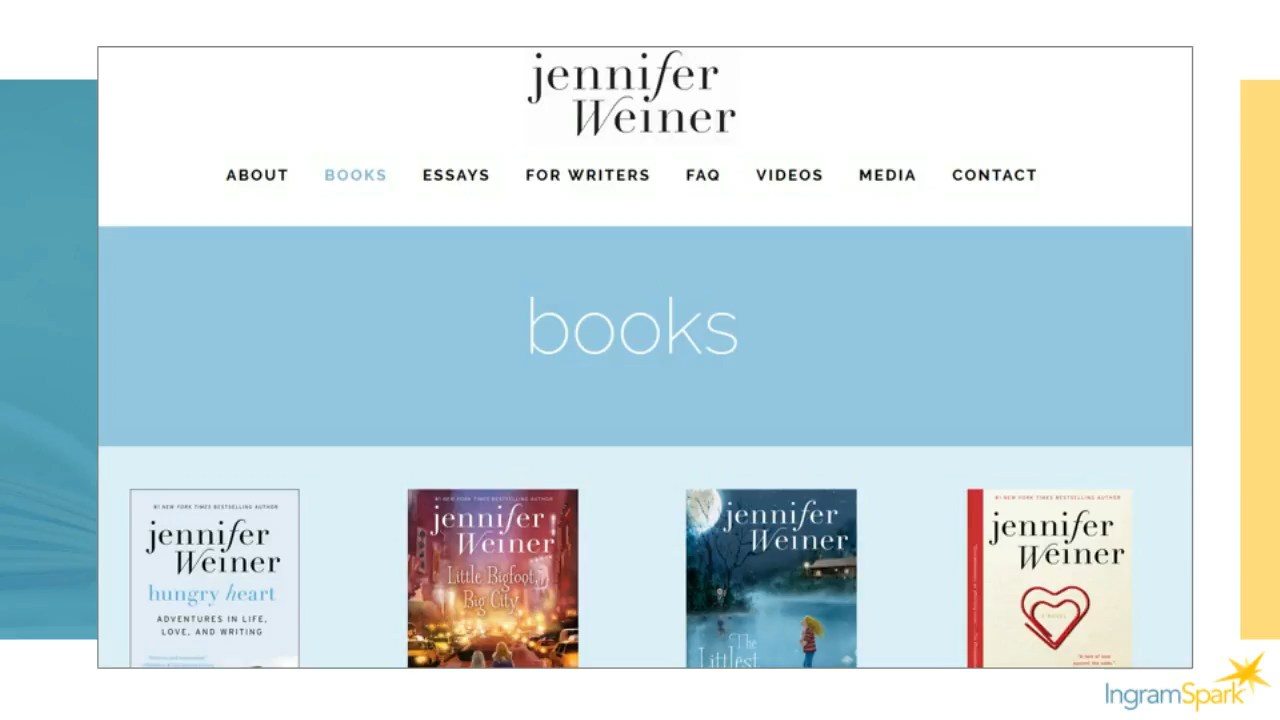 jennifer
Weiner
ABOUT BOOKS ESSAYS FOR WRITERS FAQ VIDEOS MEDIA CONTACT
books
#1 NEW YORK TIMES BESTSELLING AUTHOR
jennifer
Weiner
hungry heart
ADVENTURES IN LIFE,
LOVE, AND WRITING
#1 NEW YORK TIMES BESTSELLING AUTHOR
jennifer
Weiner
Little Bigfoot,
Big City
jennifer
Weiner
The
Littlest
#1 NEW YORK TIMES BESTSELLING AUTHOR
jennifer
Weiner
A NOVEL
IngramSpark